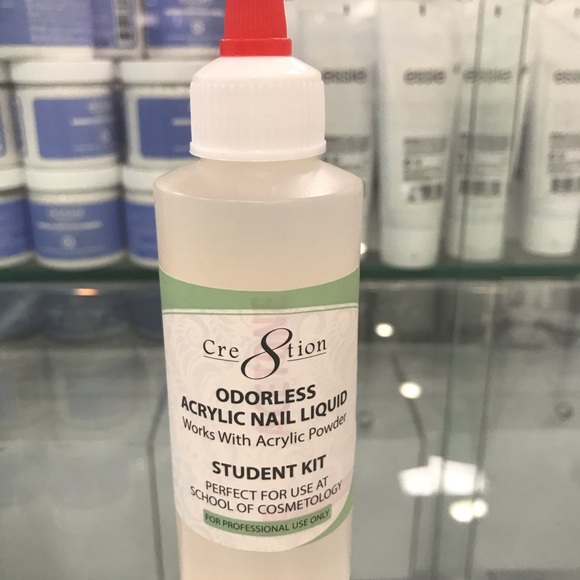 Cre8tion
ODORLESS
ACRYLIC NAIL LIQUID
Works With Acrylic Powder
STUDENT KIT
PERFECT FOR USE AT
SCHOOL OF COSMETOLOGY
FOR PROFESSIONAL USE ONLY
essie